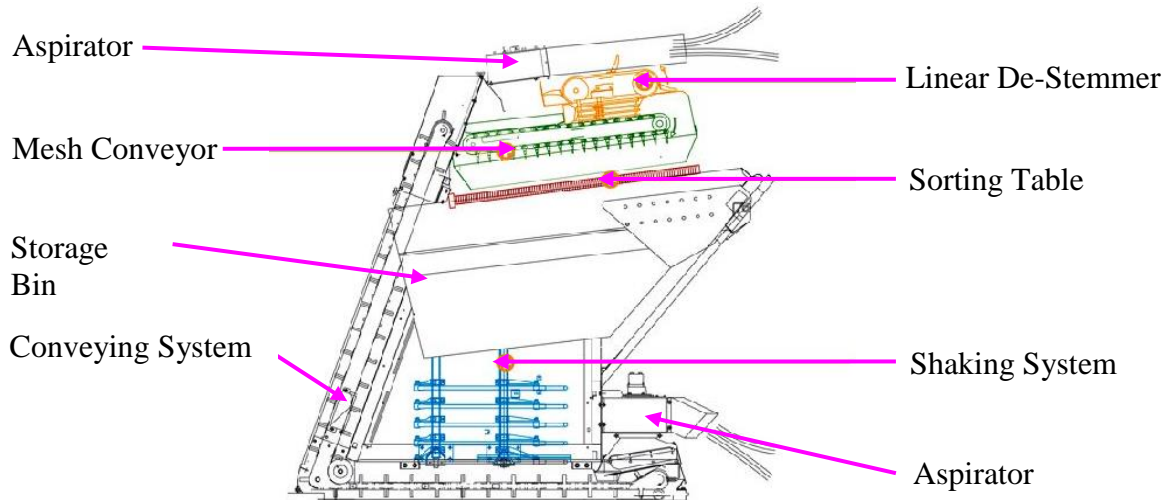 Aspirator
Linear De-Stemmer
Mesh Conveyor
Sorting Table
Storage
Bin
Conveying System
Shaking System
Aspirator